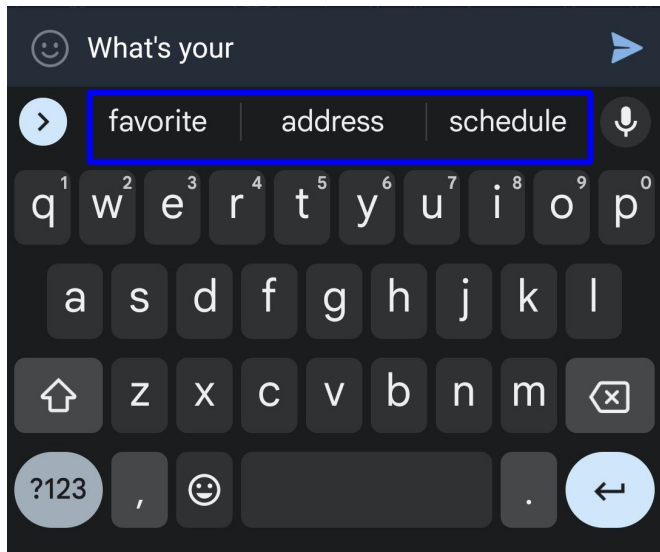 What's your
favorite address schedule
q1 w2 e3 r4 t5 y6 u7 i8 o9 p0
a s d f g h j k l
z x c v b n m
?123 , .